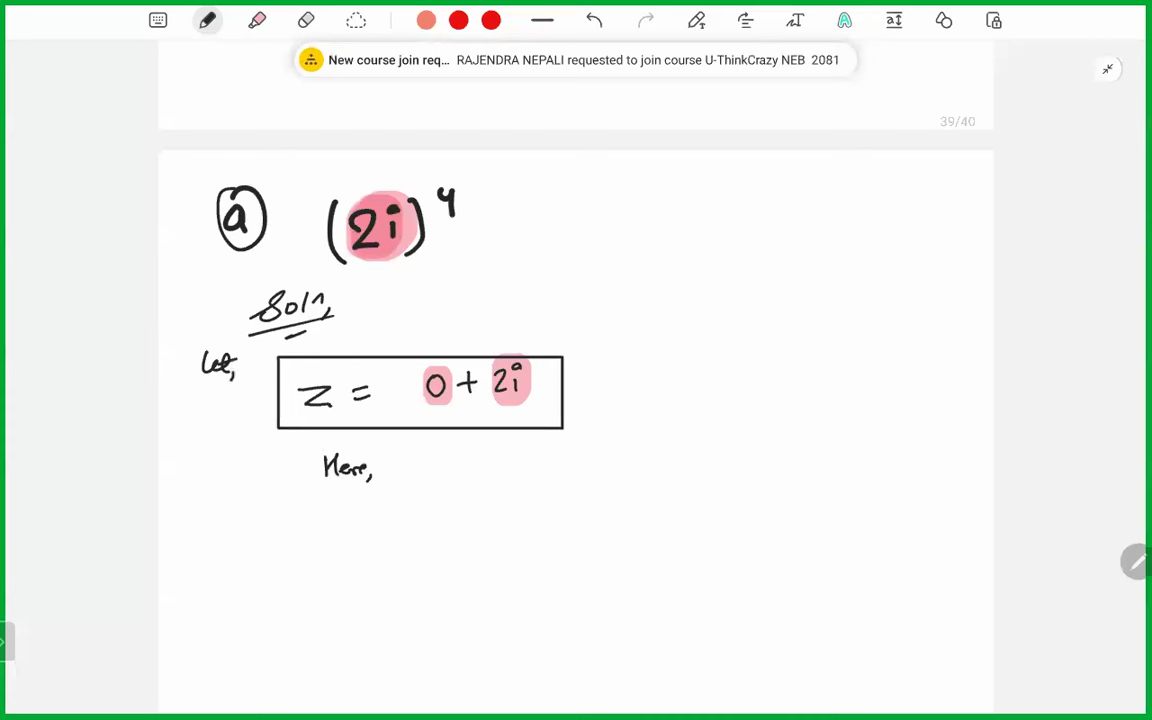 New course join req... RAJENDRA NEPALI requested to join course U-ThinkCrazy NEB 2081
39/40
a (2i)^4
Soln,
Let,
z = 0 + 2i
Here,